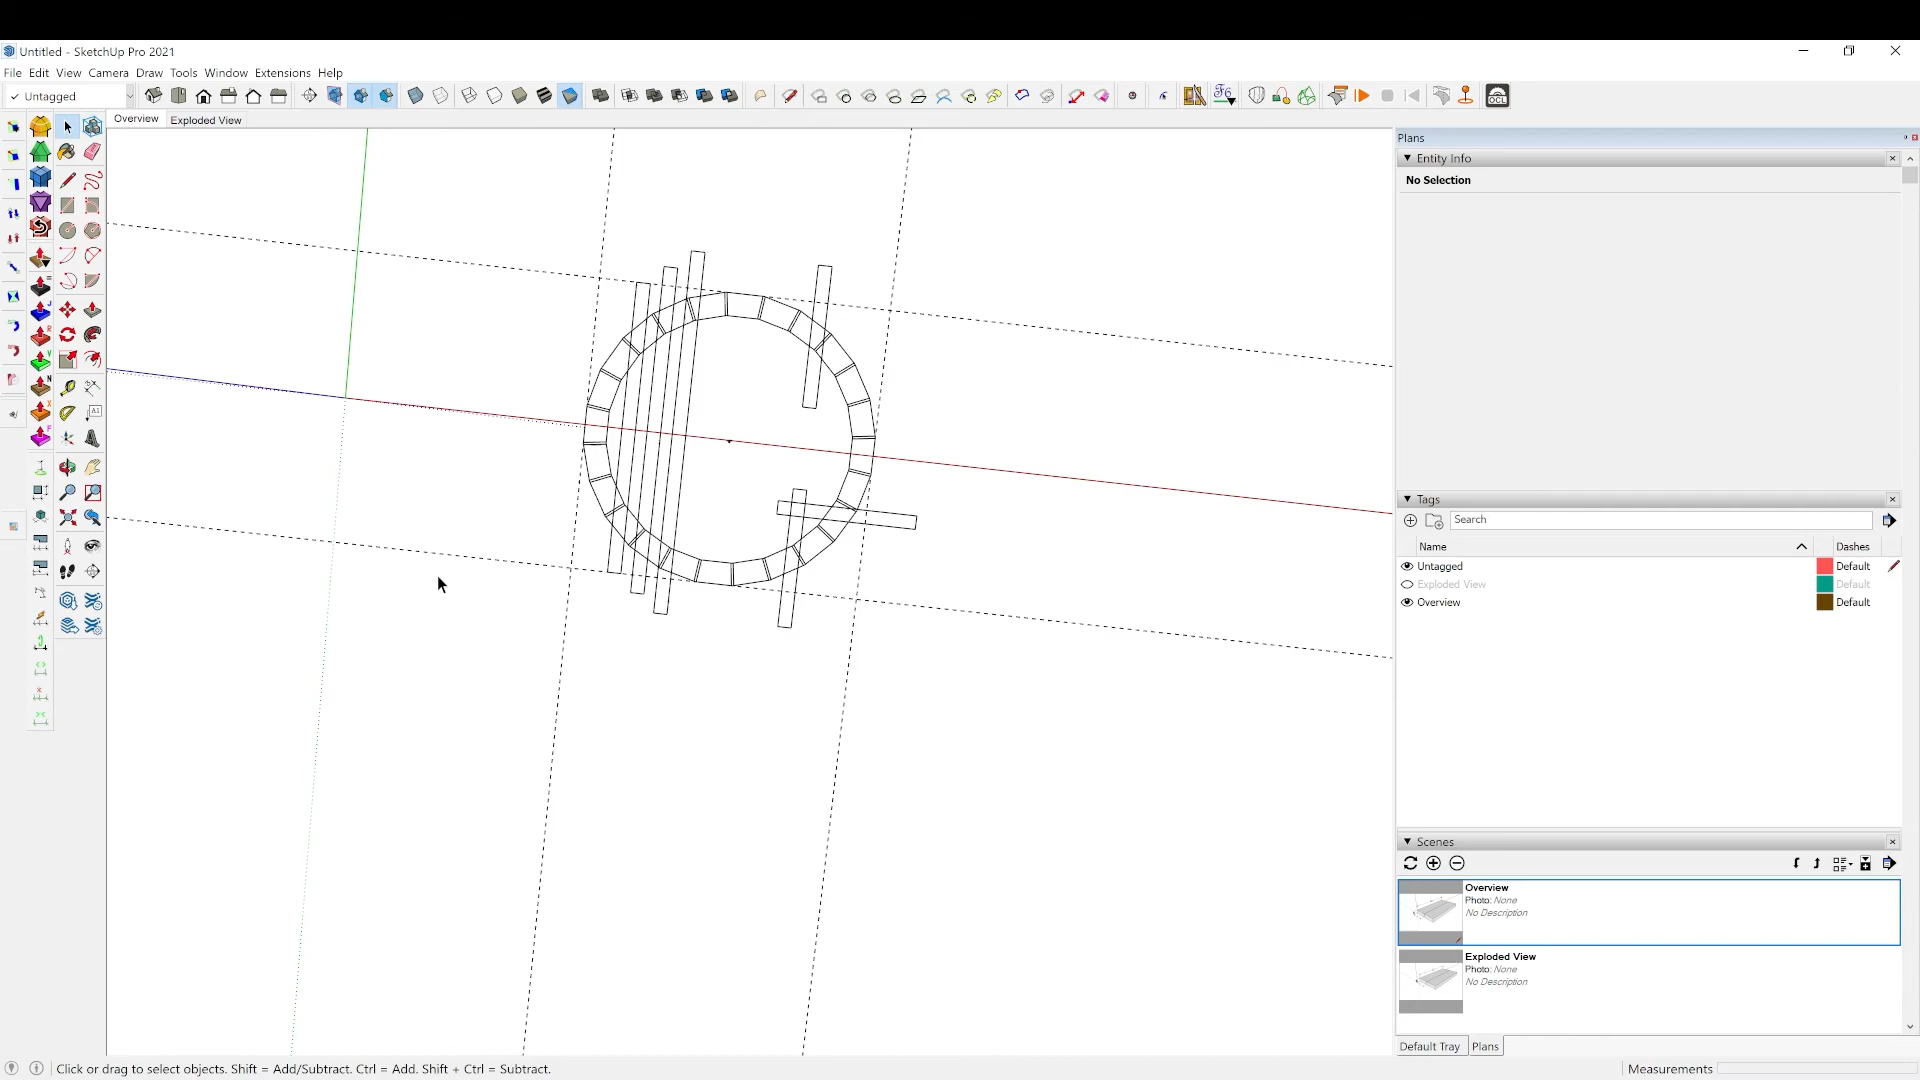 Untitled - SketchUp Pro 2021
File Edit View Camera Draw Tools Window Extensions Help
Untagged
OCL
Overview Exploded View
Plans
Entity Info
No Selection
Tags
Search
Name Dashes
Untagged Default
Exploded View Default
Overview Default
Scenes
Overview
Photo: None
No Description
Exploded View
Photo: None
No Description
Default Tray Plans
Click or drag to select objects. Shift = Add/Subtract. Ctrl = Add. Shift + Ctrl = Subtract.
Measurements